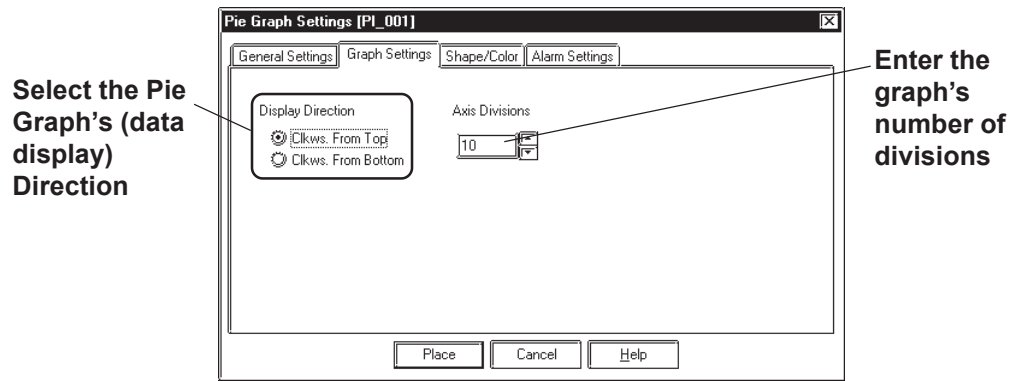 Pie Graph Settings [PI_001]
General Settings Graph Settings Shape/Color Alarm Settings
Select the Pie
Graph's (data
display)
Direction
Display Direction
Clkws. From Top
Clkws. From Bottom
Axis Divisions
10
Enter the
graph's
number of
divisions
Place Cancel Help